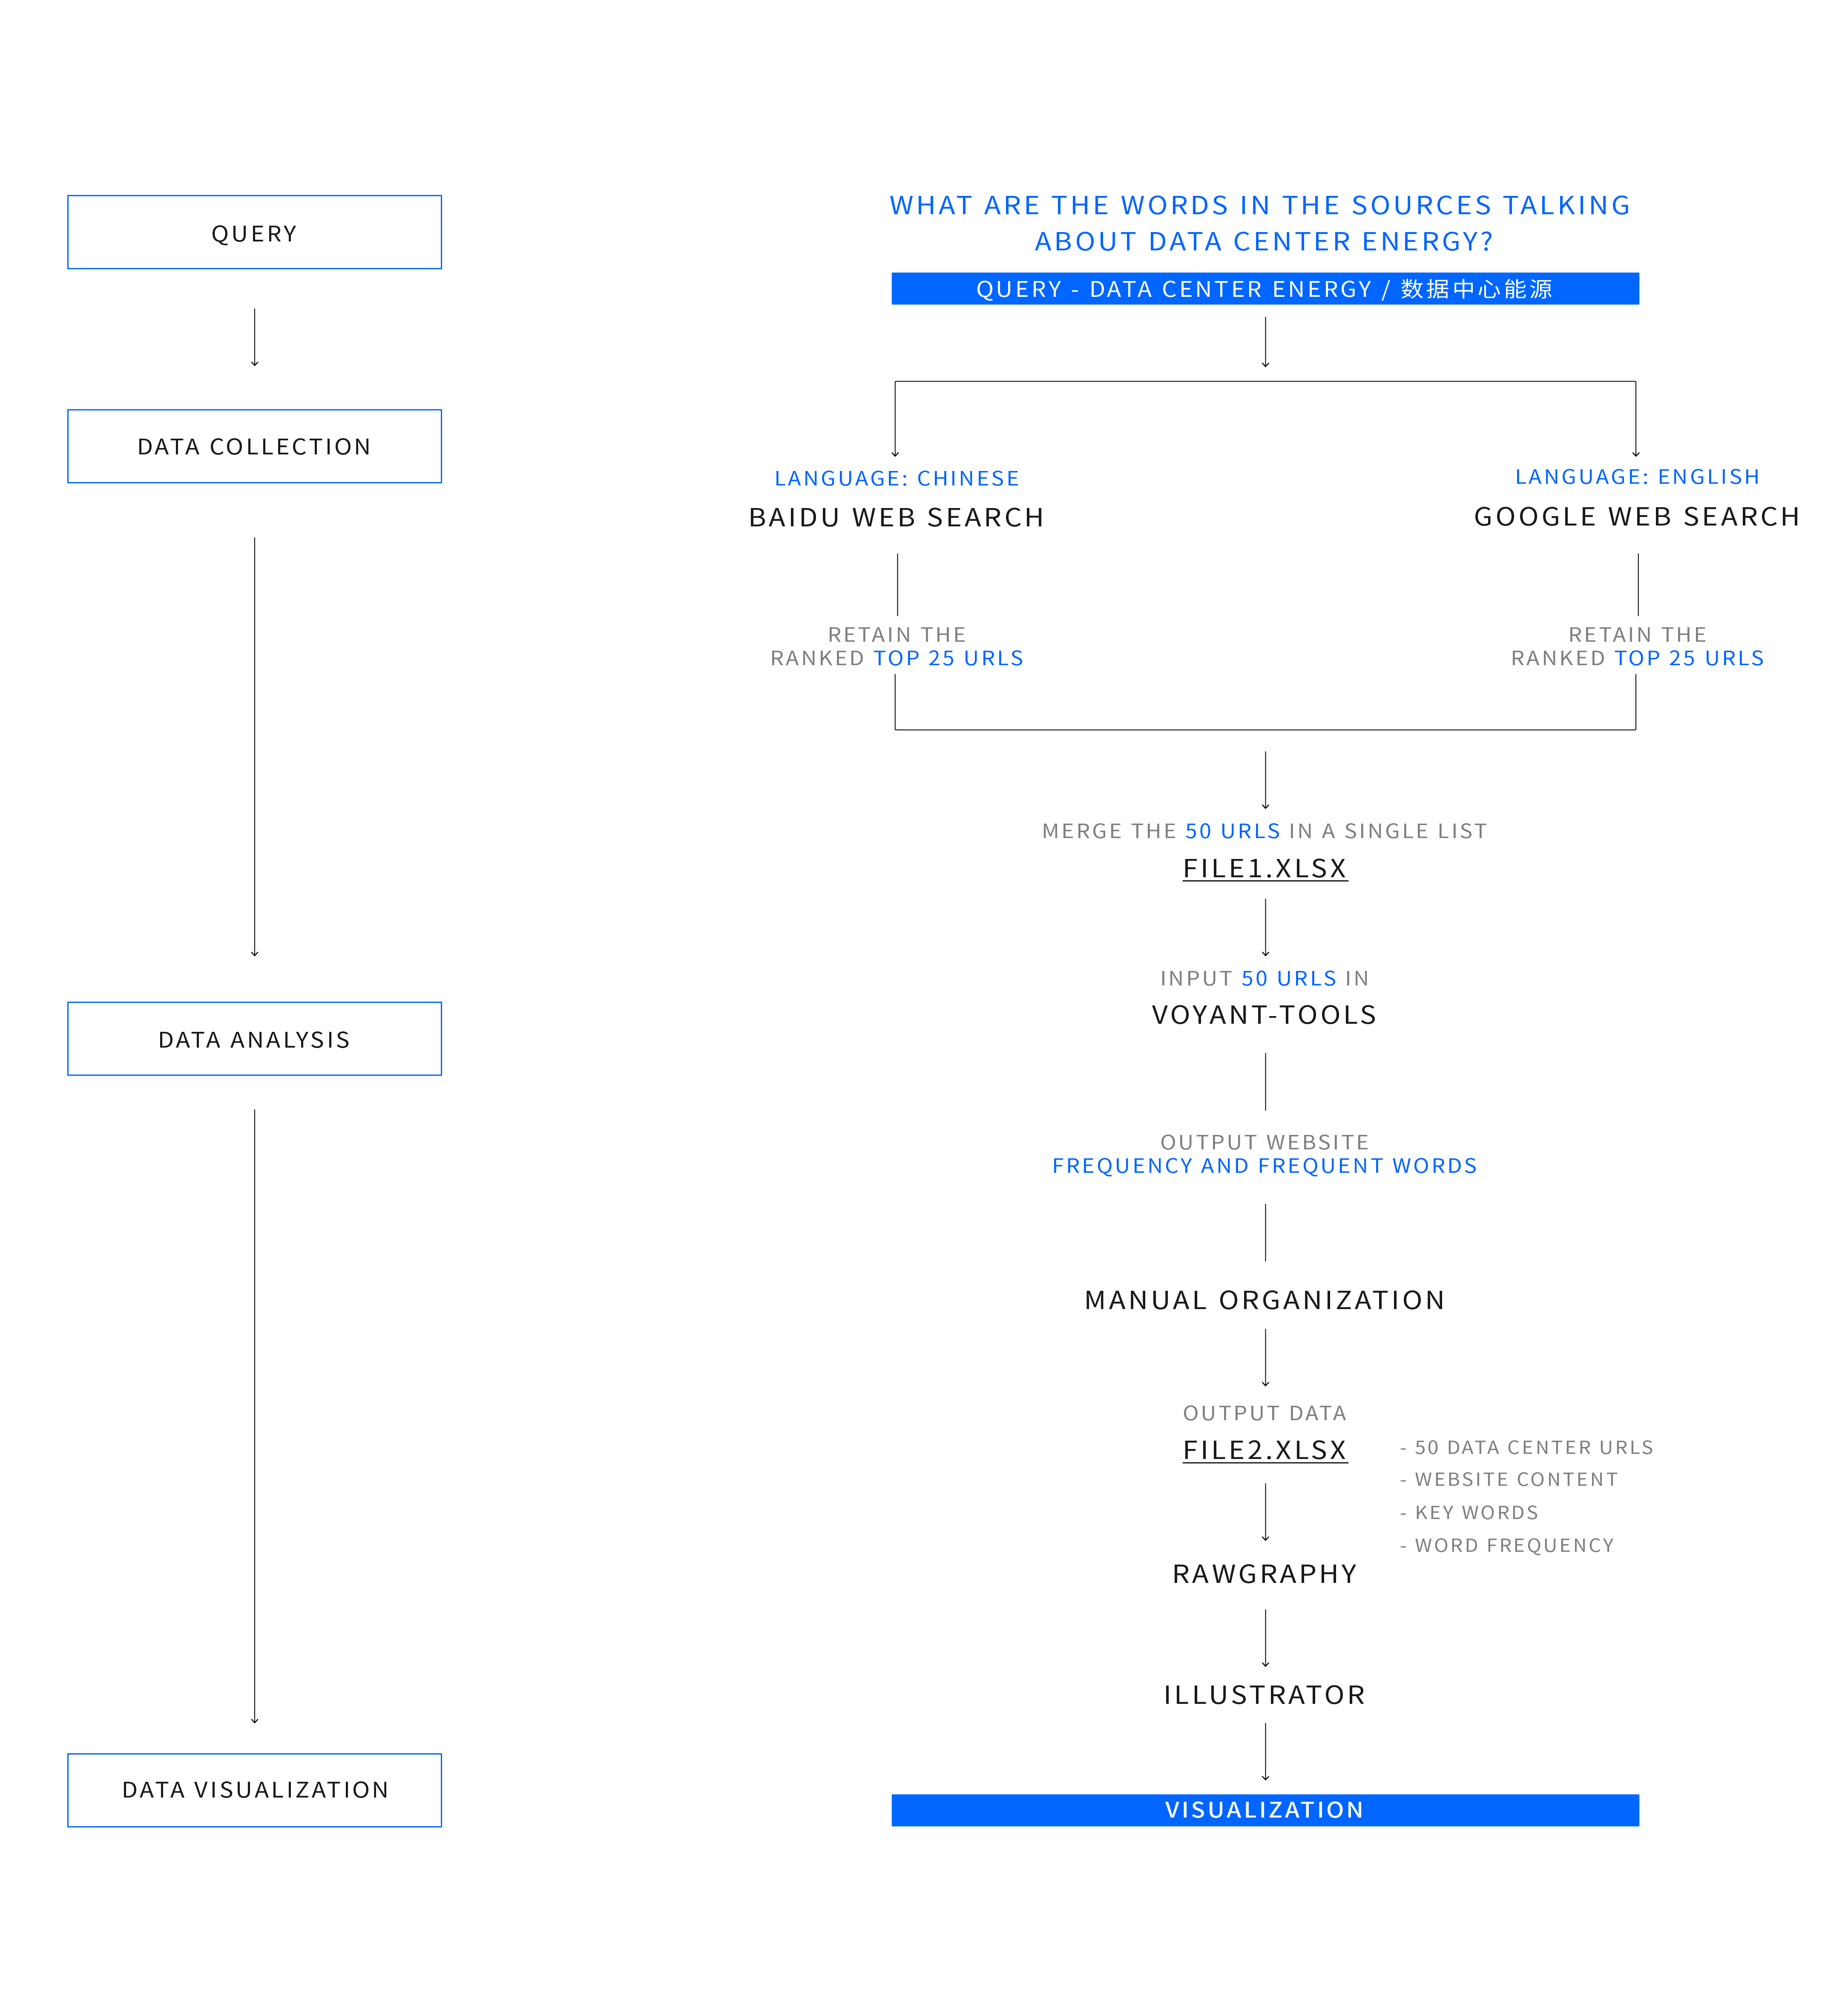 QUERY
DATA COLLECTION
DATA ANALYSIS
DATA VISUALIZATION
WHAT ARE THE WORDS IN THE SOURCES TALKING
ABOUT DATA CENTER ENERGY?
QUERY - DATA CENTER ENERGY / 数据中心能源
LANGUAGE: CHINESE
BAIDU WEB SEARCH
RETAIN THE
RANKED TOP 25 URLS
LANGUAGE: ENGLISH
GOOGLE WEB SEARCH
RETAIN THE
RANKED TOP 25 URLS
MERGE THE 50 URLS IN A SINGLE LIST
FILE1.XLSX
INPUT 50 URLS IN
VOYANT-TOOLS
OUTPUT WEBSITE
FREQUENCY AND FREQUENT WORDS
MANUAL ORGANIZATION
OUTPUT DATA
FILE2.XLSX
- 50 DATA CENTER URLS
- WEBSITE CONTENT
- KEY WORDS
- WORD FREQUENCY
RAWGRAPHY
ILLUSTRATOR
VISUALIZATION